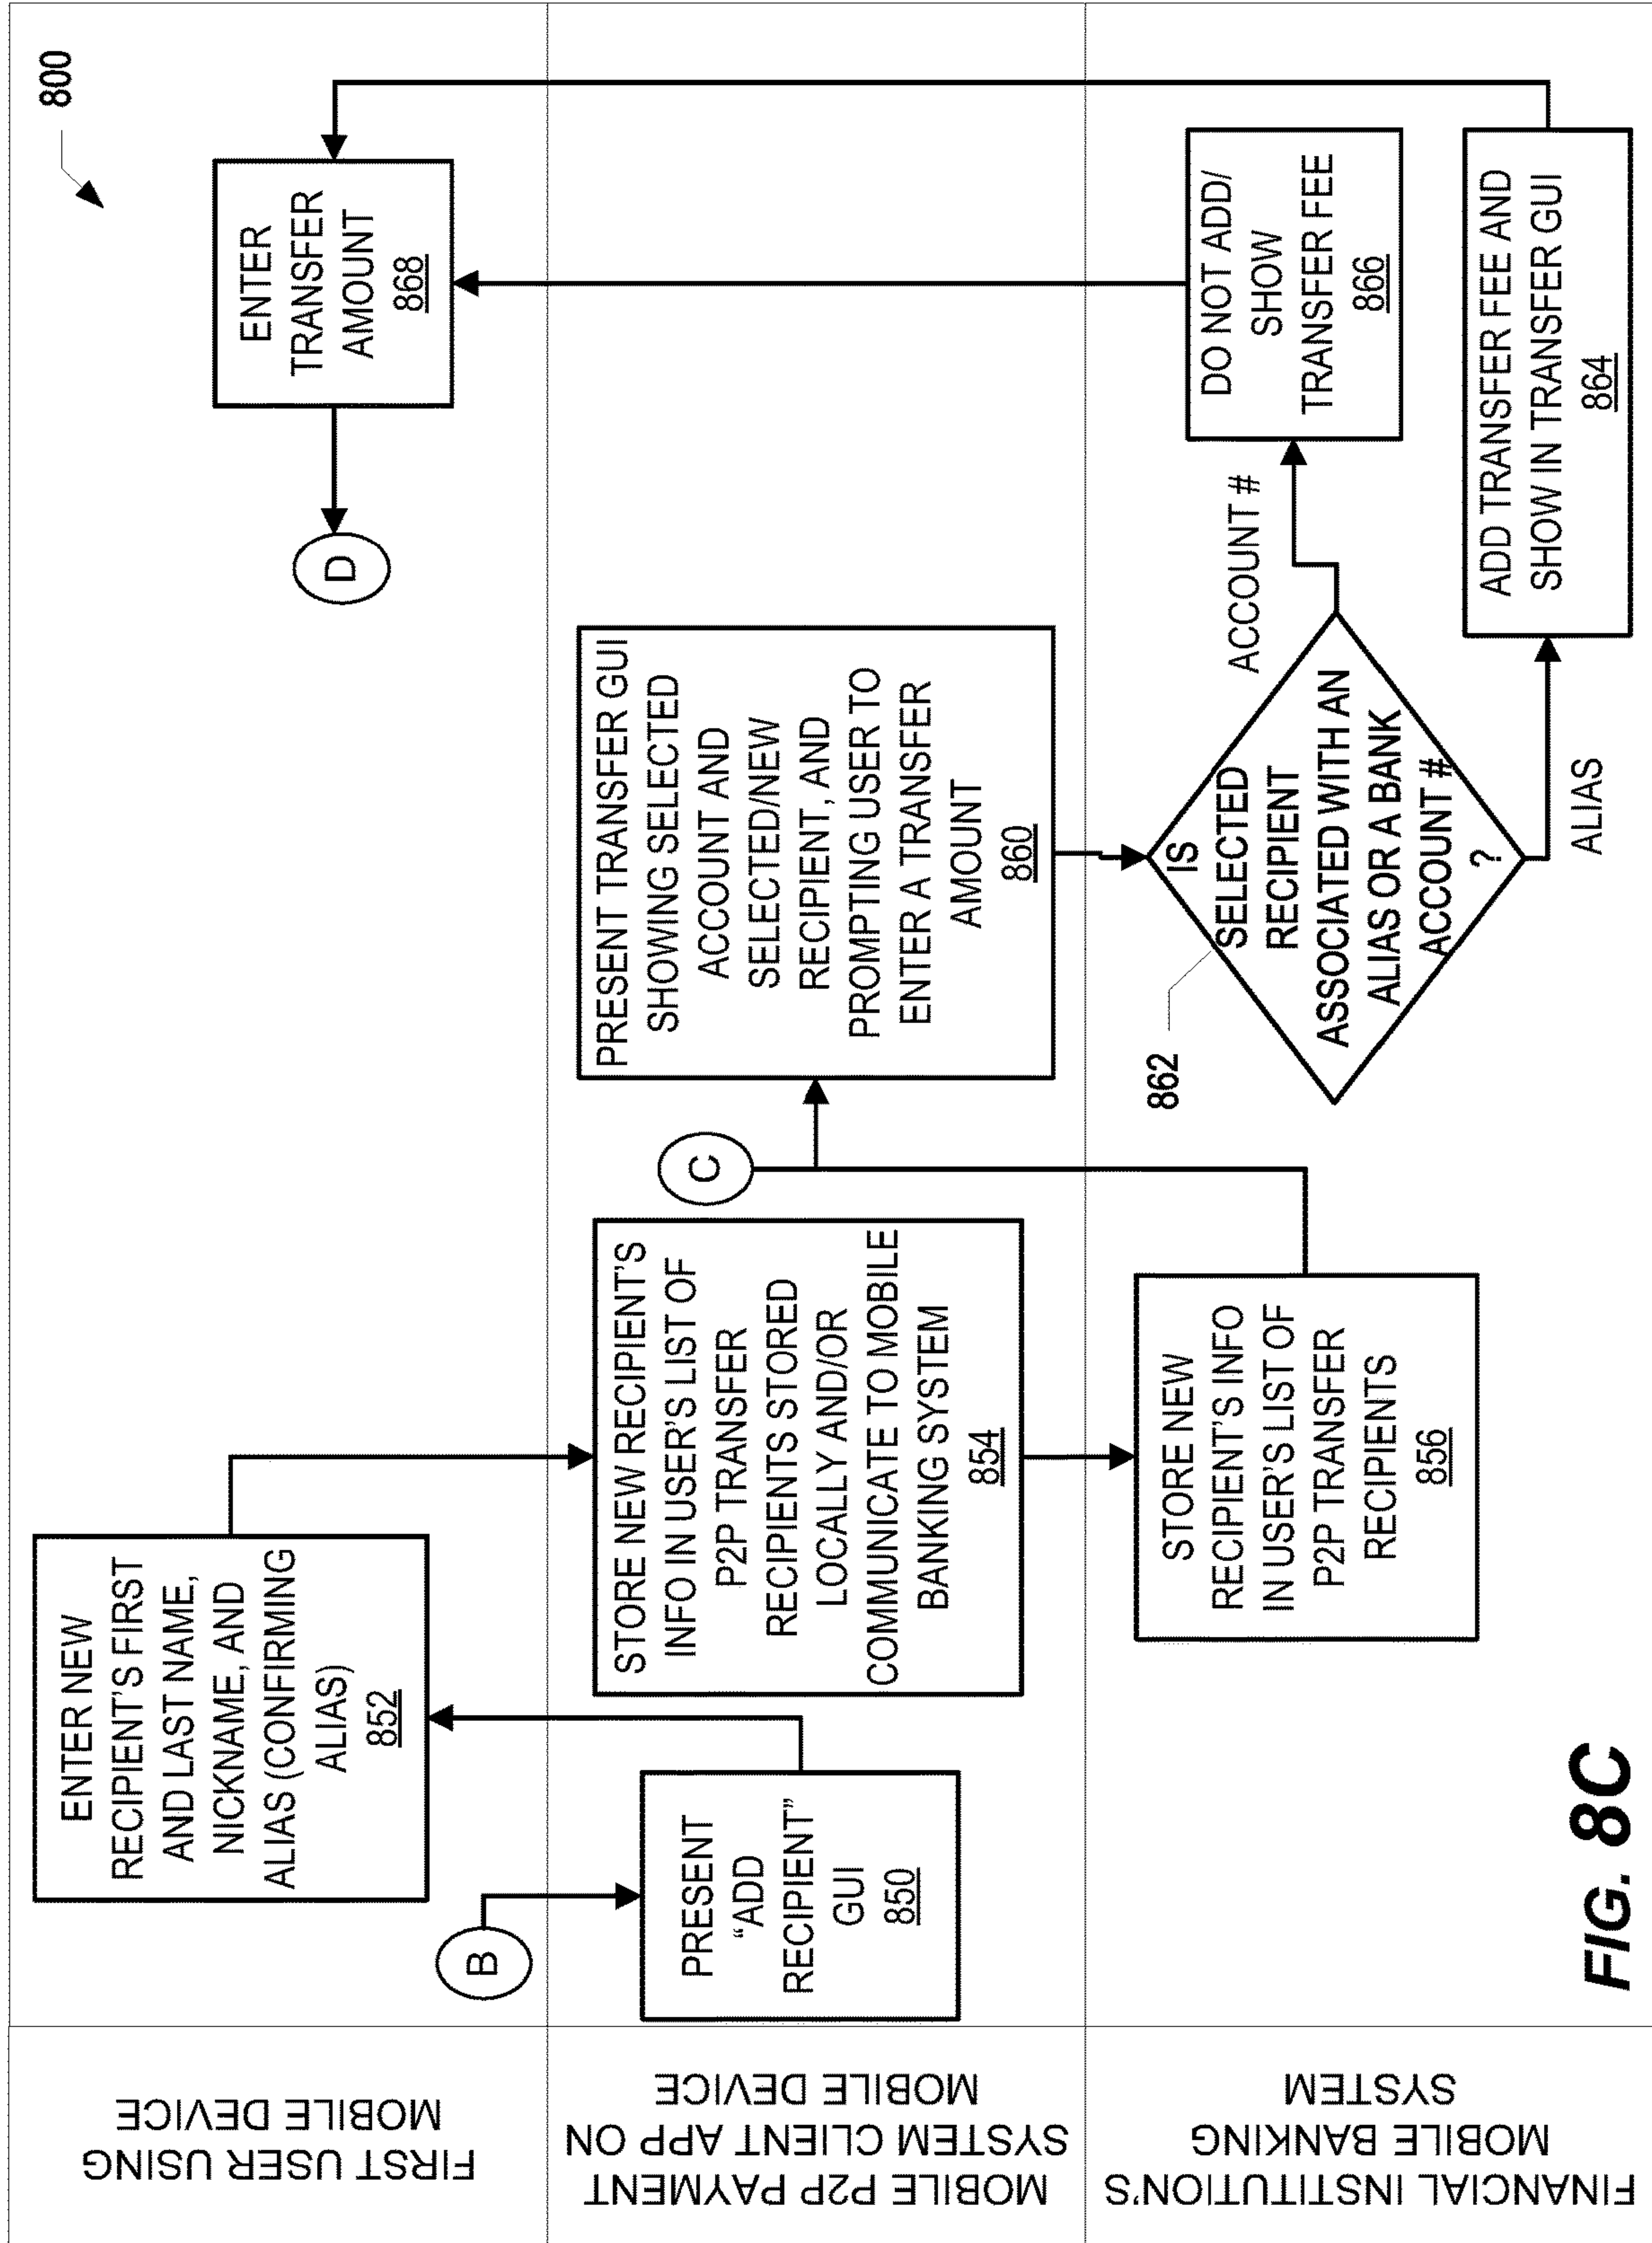 800
FIRST USER USING
MOBILE DEVICE
ENTER NEW
RECIPIENT'S FIRST
AND LAST NAME,
NICKNAME, AND
ALIAS (CONFIRMING
ALIAS)
852
ENTER
TRANSFER
AMOUNT
868
D
B
MOBILE P2P PAYMENT
SYSTEM CLIENT APP ON
MOBILE DEVICE
PRESENT
“ADD
RECIPIENT”
GUI
850
STORE NEW RECIPIENT'S
INFO IN USER'S LIST OF
P2P TRANSFER
RECIPIENTS STORED
LOCALLY AND/OR
COMMUNICATE TO MOBILE
BANKING SYSTEM
854
C
PRESENT TRANSFER GUI
SHOWING SELECTED
ACCOUNT AND
SELECTED/NEW
RECIPIENT, AND
PROMPTING USER TO
ENTER A TRANSFER
AMOUNT
860
FINANCIAL INSTITUTION'S
MOBILE BANKING
SYSTEM
STORE NEW
RECIPIENT'S INFO
IN USER'S LIST OF
P2P TRANSFER
RECIPIENTS
856
862
IS
SELECTED
RECIPIENT
ASSOCIATED WITH AN
ALIAS OR A BANK
ACCOUNT #
?
ACCOUNT #
DO NOT ADD/
SHOW
TRANSFER FEE
866
ALIAS
ADD TRANSFER FEE AND
SHOW IN TRANSFER GUI
864
FIG. 8C